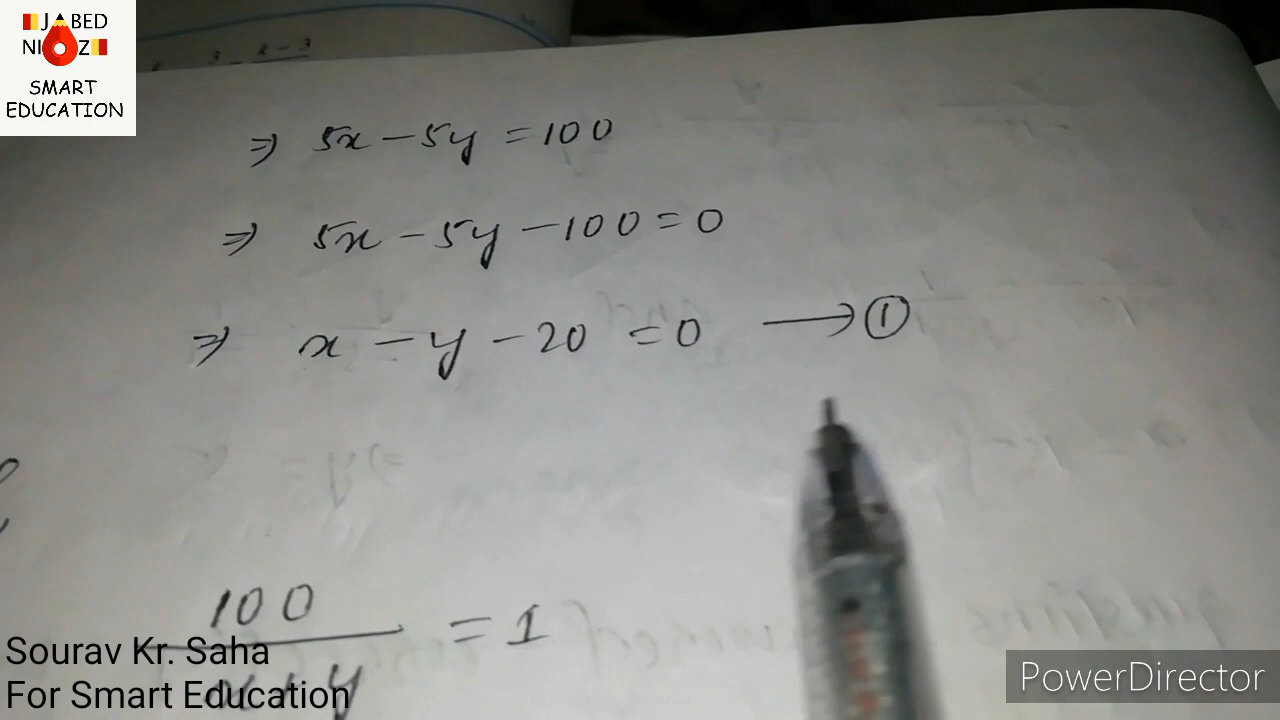 JABED
NIOZ
SMART
EDUCATION
⇒ 5x - 5y = 100
⇒ 5x - 5y - 100 = 0
⇒ x - y - 20 = 0 ⟶ ①
100
= 1
x + y
Sourav Kr. Saha
For Smart Education
PowerDirector